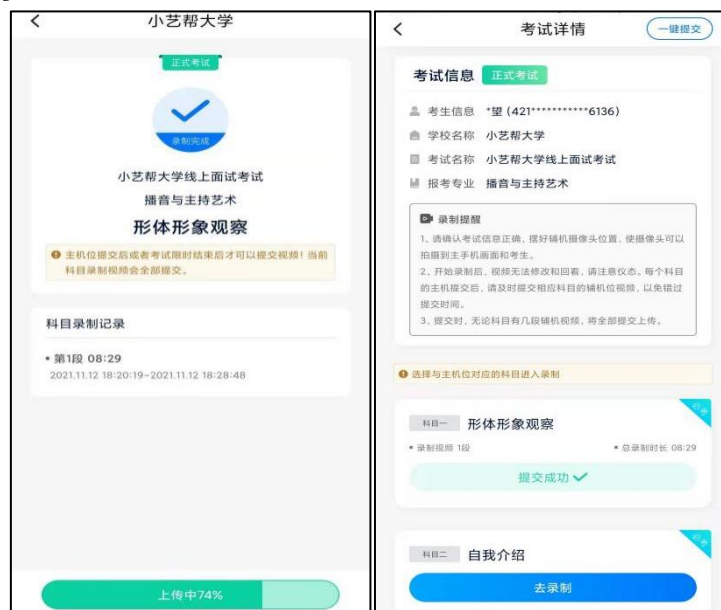 小艺帮大学
正式考试
录制完成
小艺帮大学线上面试考试
播音与主持艺术
形体形象观察
主机位提交后或者考试限时结束后才可以提交视频！当前
科目录制视频会全部提交。
科目录制记录
• 第1段 08:29
2021.11.12 18:20:19-2021.11.12 18:28:48
上传中74%
考试详情
一键提交
考试信息 正式考试
考生信息 *望 (421***********6136)
学校名称 小艺帮大学
考试名称 小艺帮大学线上面试考试
报考专业 播音与主持艺术
录制提醒
1、请确认考试信息正确，摆好辅机摄像头位置，使摄像头可以
拍摄到主手机画面和考生。
2、开始录制后，视频无法修改和回看，请注意仪态。每个科目
的主机提交后，请及时提交相应科目的辅机位视频，以免错过
提交时间。
3、提交时，无论科目有几段辅机视频，将全部提交上传。
选择与主机位对应的科目进入录制
科目一 形体形象观察
• 录制视频 1段 • 总录制时长 08:29
提交成功
科目二 自我介绍
去录制